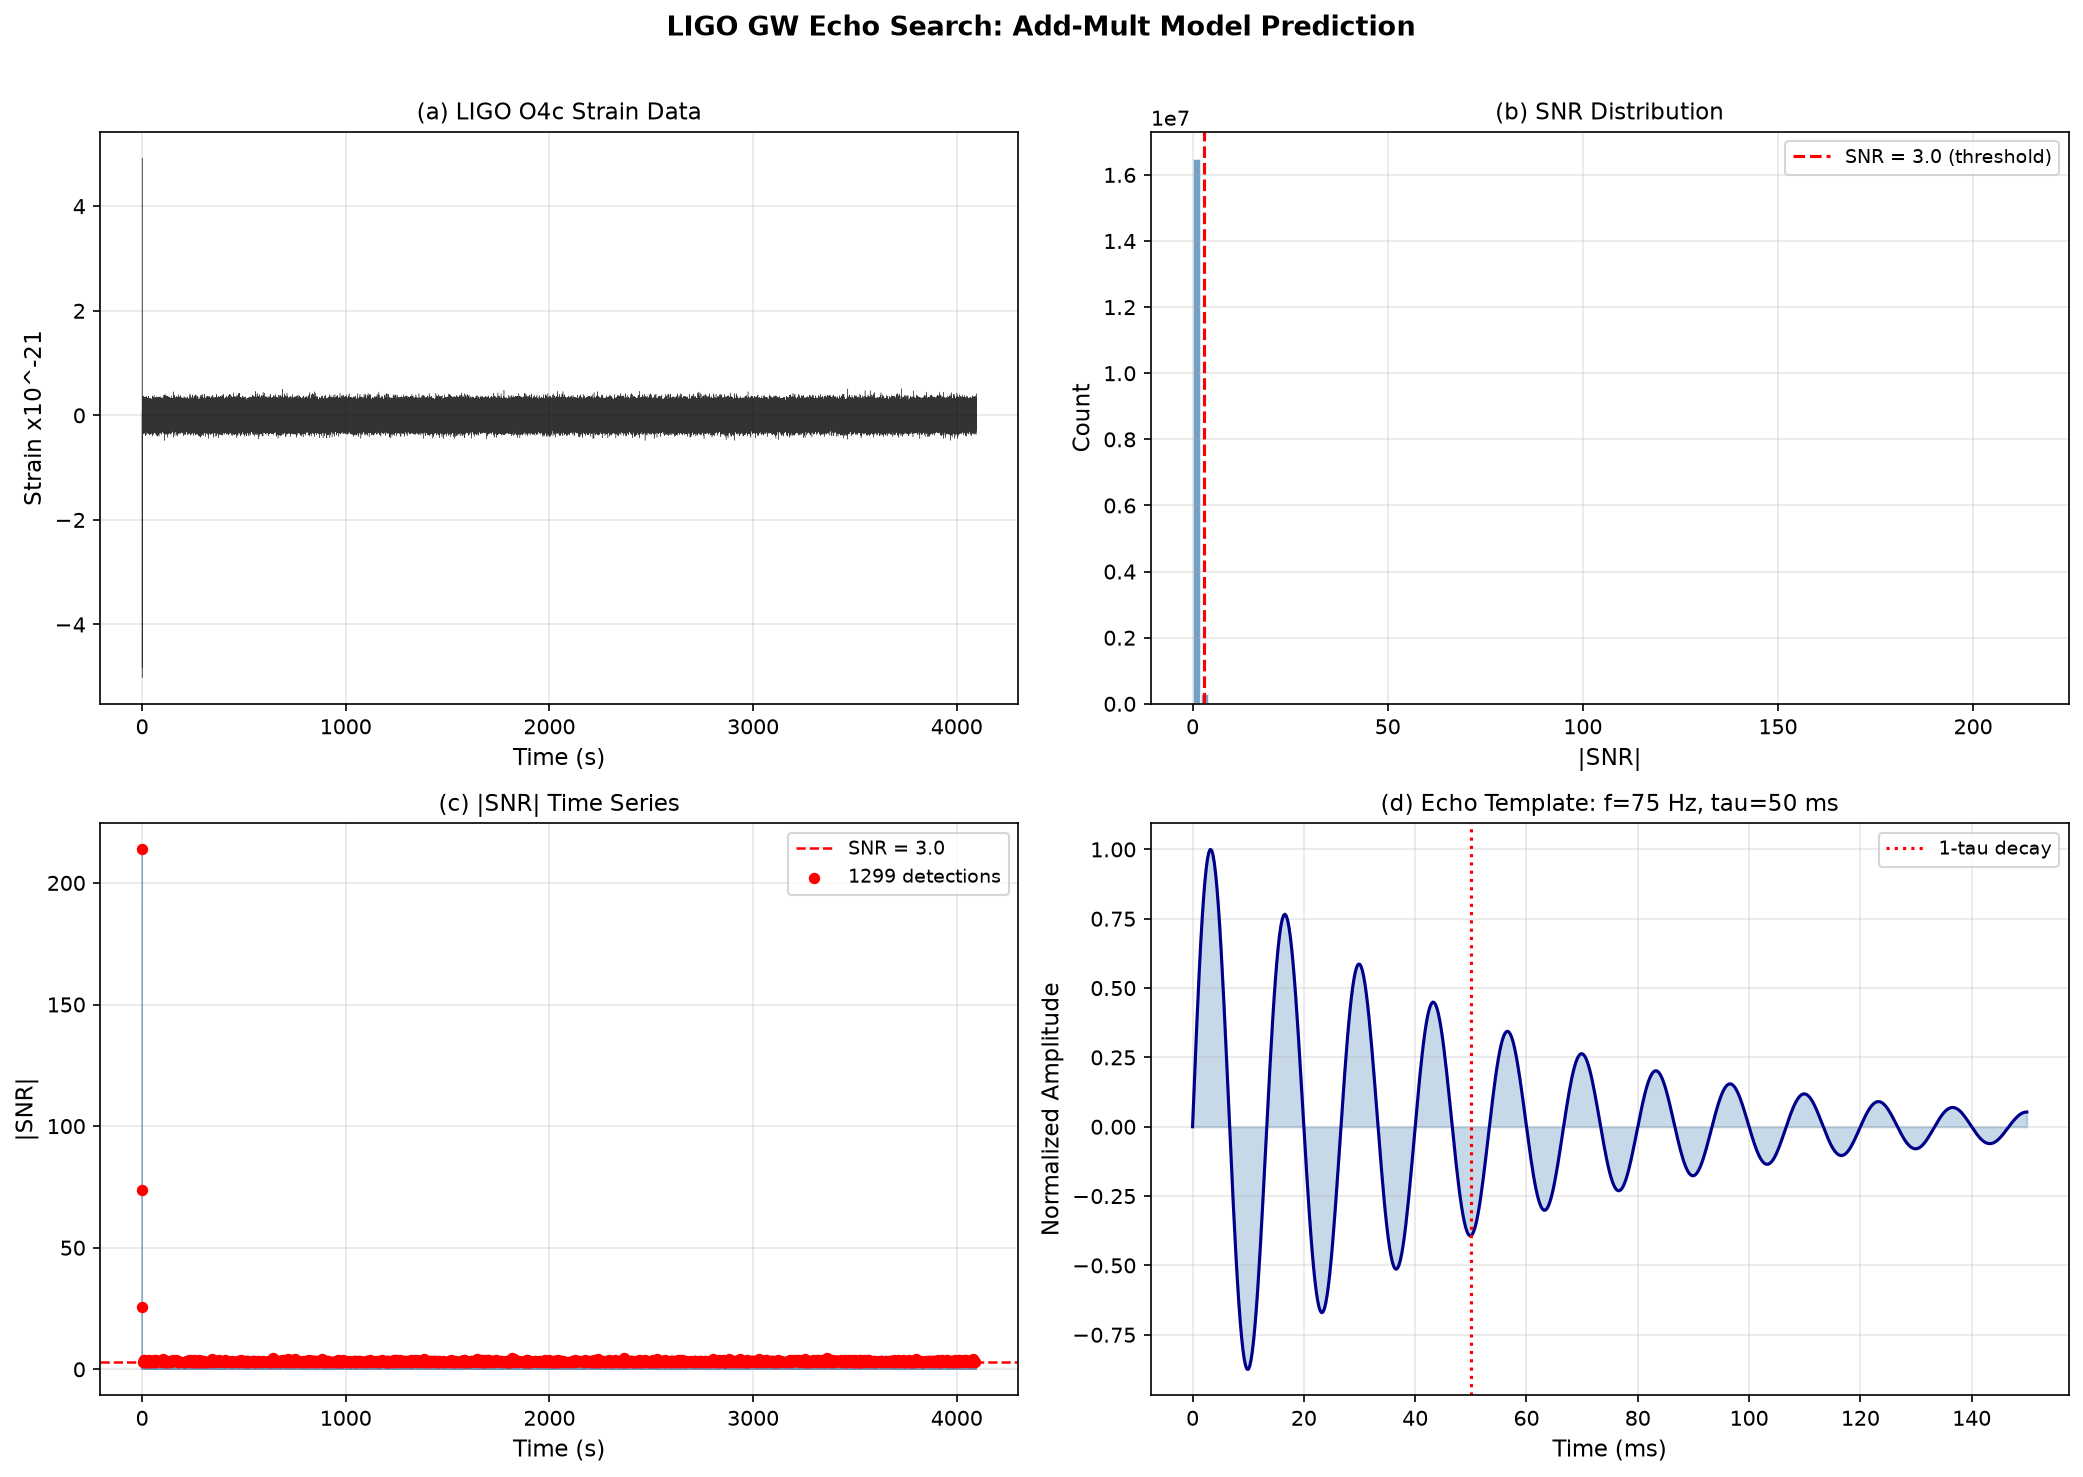 LIGO GW Echo Search: Add-Mult Model Prediction
(a) LIGO O4c Strain Data
4
2
0
−2
−4
Strain x10^-21
0 1000 2000 3000 4000
Time (s)
(b) SNR Distribution
1e7
SNR = 3.0 (threshold)
1.6
1.4
1.2
1.0
0.8
0.6
0.4
0.2
0.0
Count
0 50 100 150 200
|SNR|
(c) |SNR| Time Series
SNR = 3.0
1299 detections
200
150
100
50
0
|SNR|
0 1000 2000 3000 4000
Time (s)
(d) Echo Template: f=75 Hz, tau=50 ms
1-tau decay
1.00
0.75
0.50
0.25
0.00
−0.25
−0.50
−0.75
Normalized Amplitude
0 20 40 60 80 100 120 140
Time (ms)